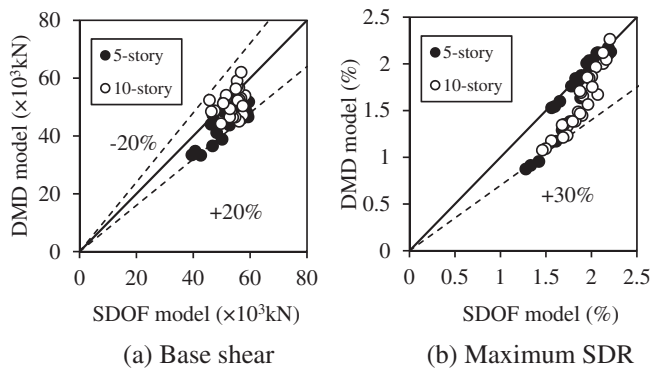 80
60
40
20
0
DMD model (×10³kN)
5-story
10-story
-20%
+20%
0 20 40 60 80
SDOF model (×10³kN)
(a) Base shear
2.5
2
1.5
1
0.5
0
DMD model (%)
5-story
10-story
+30%
0 0.5 1 1.5 2 2.5
SDOF model (%)
(b) Maximum SDR